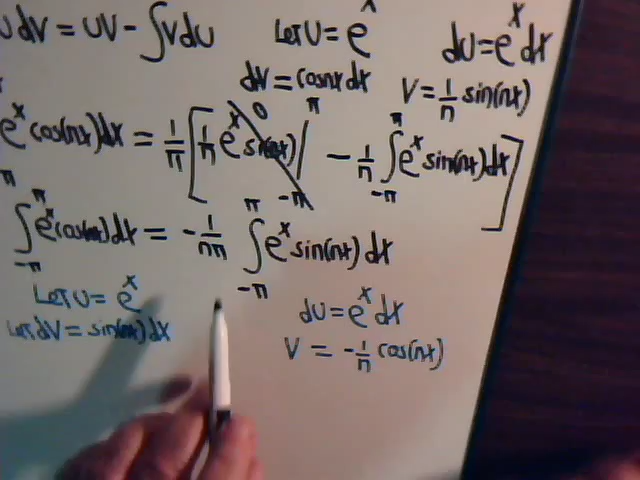 u dv = uv - ∫v du   Let u = e^x   du = e^x dx
dv = cosnx dx   v = 1/n sin(nx)
e^x cos(nx)dx = 1/π [ 1/n e^x sin(nx) |_{-π}^{π} 0 - 1/n ∫_{-π}^{π} e^x sin(nx)dx ]
∫_{-π}^{π} e^x cos(nx)dx = - 1/nπ ∫_{-π}^{π} e^x sin(nx) dx
Let u = e^x   du = e^x dx
Let dv = sin(nx)dx   v = - 1/n cos(nx)